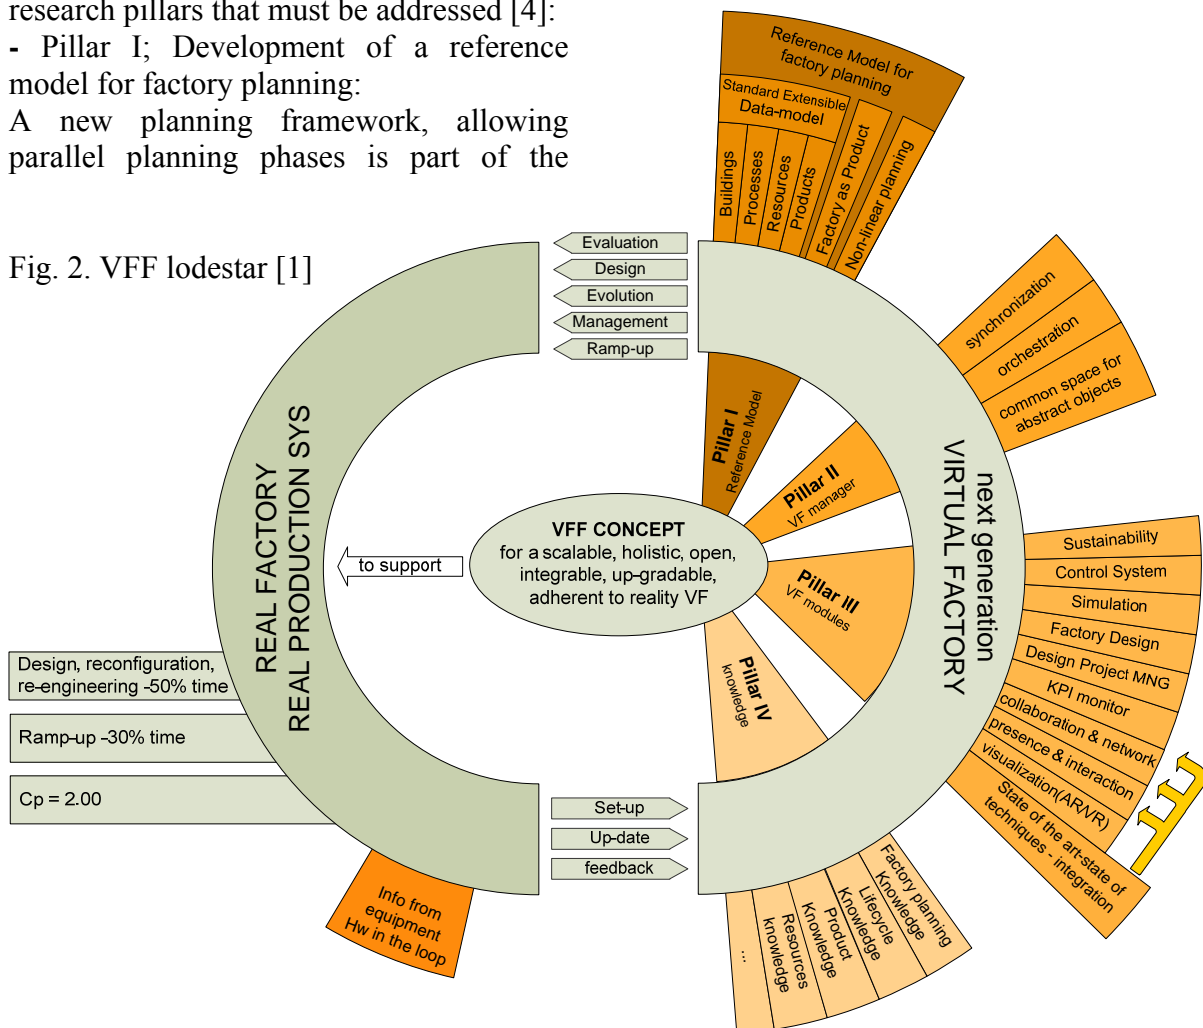 research pillars that must be addressed [4]:
- Pillar I; Development of a reference
model for factory planning:
A new planning framework, allowing
parallel planning phases is part of the
Fig. 2. VFF lodestar [1]
Reference Model for
factory planning
Standard Extensible
Data-model
Buildings
Processes
Resources
Products
Factory as Product
Non-linear planning
Evaluation
Design
Evolution
Management
Ramp-up
synchronization
orchestration
common space for
abstract objects
Pillar I
Reference Model
Pillar II
VF manager
Pillar III
VF modules
Pillar IV
knowledge
VFF CONCEPT
for a scalable, holistic, open,
integrable, up-gradable,
adherent to reality VF
to support
REAL FACTORY
REAL PRODUCTION SYS
next generation
VIRTUAL FACTORY
Sustainability
Control System
Simulation
Factory Design
Design Project MNG
KPI monitor
collaboration & network
presence & interaction
visualization(AR/VR)
State of the art-state of
techniques - integration
Design, reconfiguration,
re-engineering -50% time
Ramp-up -30% time
Cp = 2.00
Set-up
Up-date
feedback
Info from
equipment
Hw in the loop
Factory planning
Knowledge
Lifecycle
Knowledge
Product
Knowledge
Resources
knowledge
...